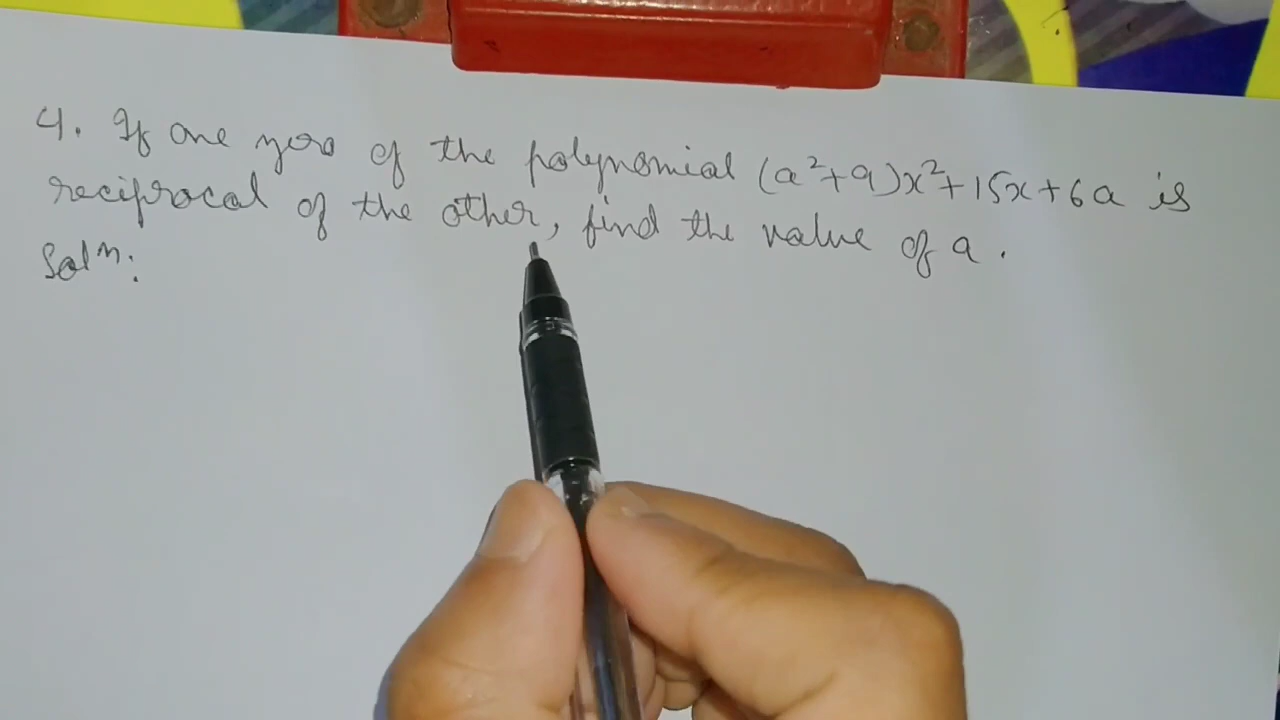 4. If one zero of the polynomial (a²+9)x²+15x+6a is
reciprocal of the other, find the value of a.
Solⁿ: